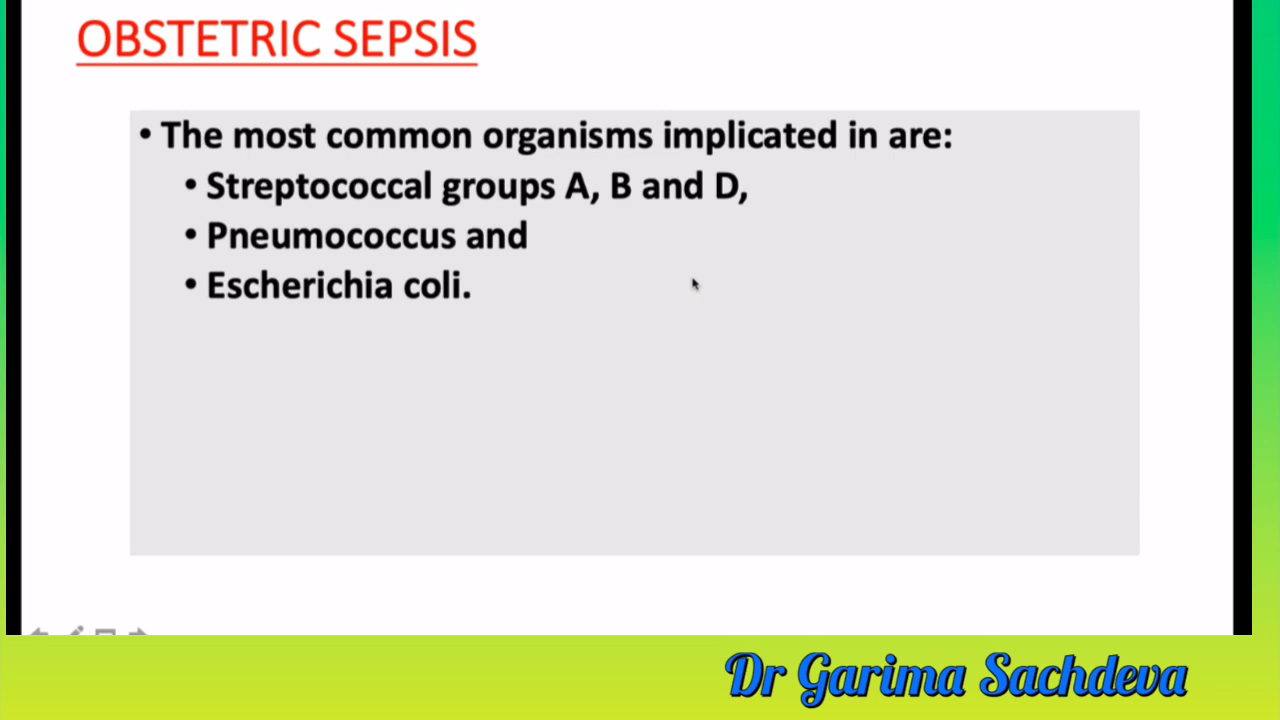 OBSTETRIC SEPSIS
• The most common organisms implicated in are:
• Streptococcal groups A, B and D,
• Pneumococcus and
• Escherichia coli.
Dr Garima Sachdeva